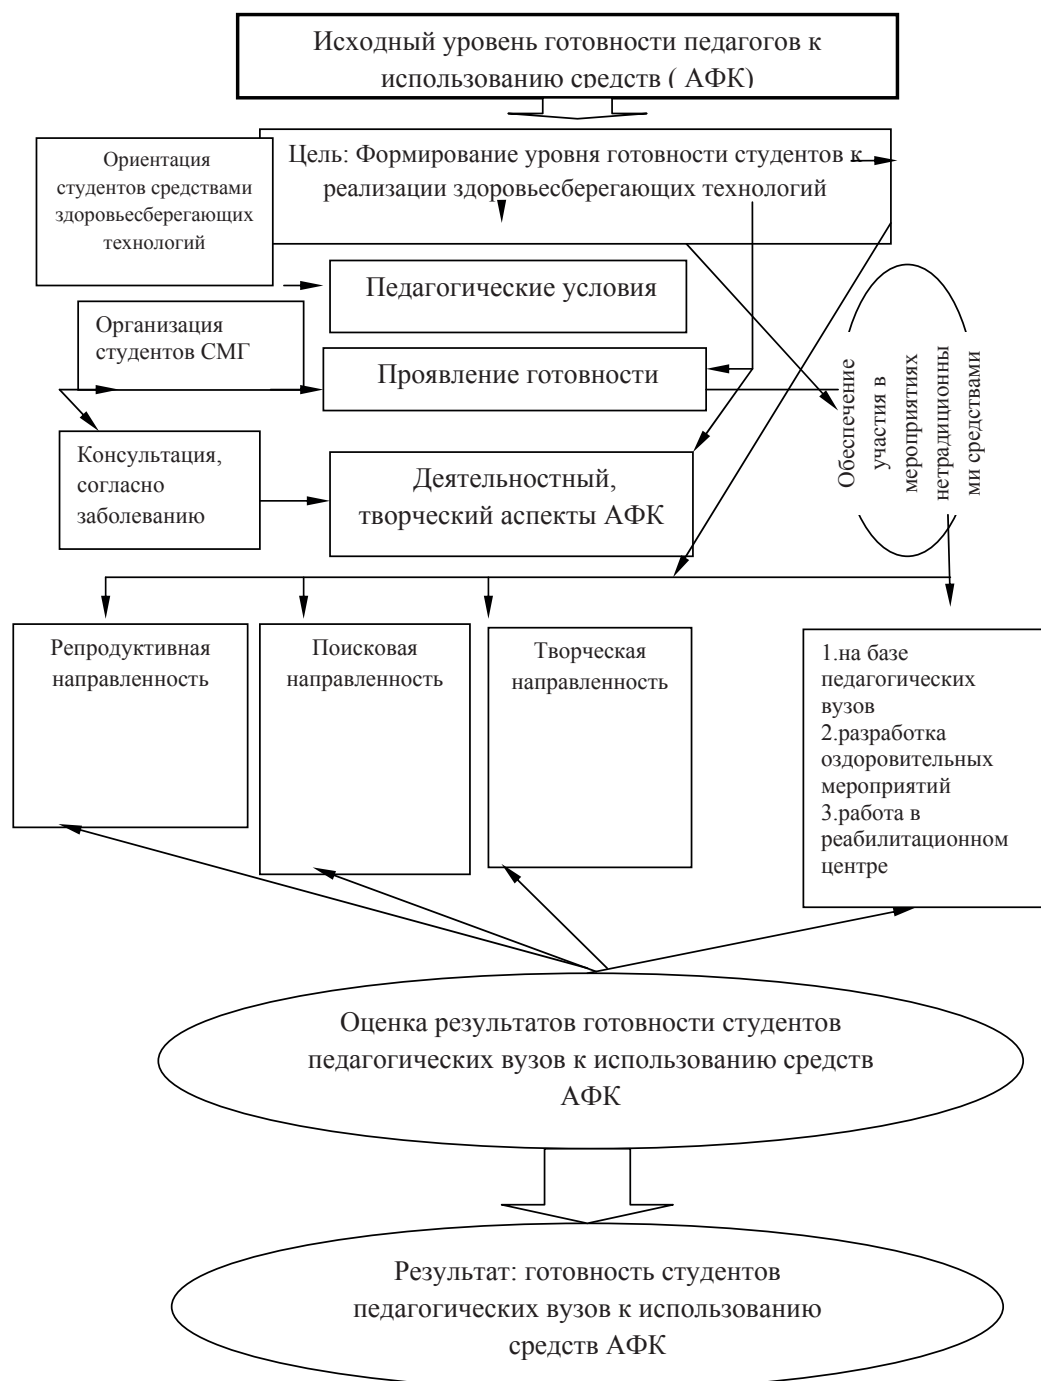 Исходный уровень готовности педагогов к
использованию средств ( АФК)
Ориентация
студентов средствами
здоровьесберегающих
технологий
Цель: Формирование уровня готовности студентов к
реализации здоровьесберегающих технологий
Педагогические условия
Организация
студентов СМГ
Проявление готовности
Консультация,
согласно
заболеванию
Деятельностный,
творческий аспекты АФК
Обеспечение
участия в
мероприятиях
нетрадиционны
ми средствами
Репродуктивная
направленность
Поисковая
направленность
Творческая
направленность
1.на базе
педагогических
вузов
2.разработка
оздоровительных
мероприятий
3.работа в
реабилитационном
центре
Оценка результатов готовности студентов
педагогических вузов к использованию средств
АФК
Результат: готовность студентов
педагогических вузов к использованию
средств АФК